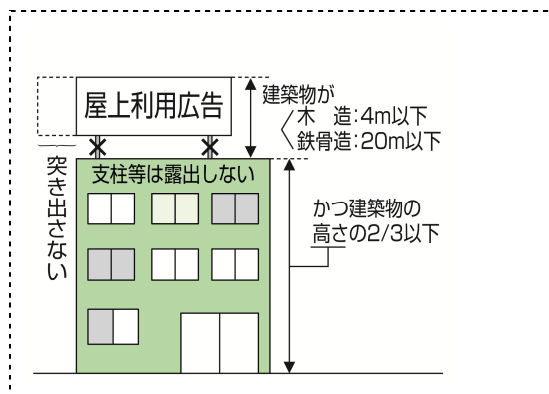 屋上利用広告
建築物が
木　造:4m以下
鉄骨造:20m以下
支柱等は露出しない
突き出さない
かつ建築物の
高さの2/3以下